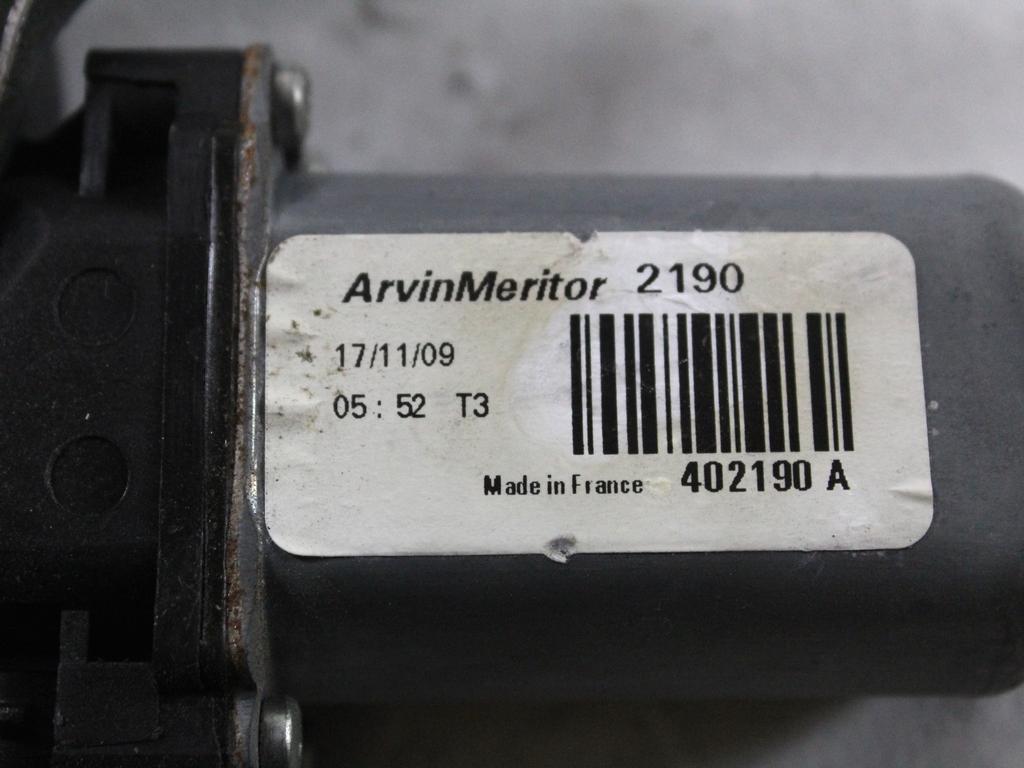 ArvinMeritor 2190
17/11/09
05:52 T3
Made in France 402190 A